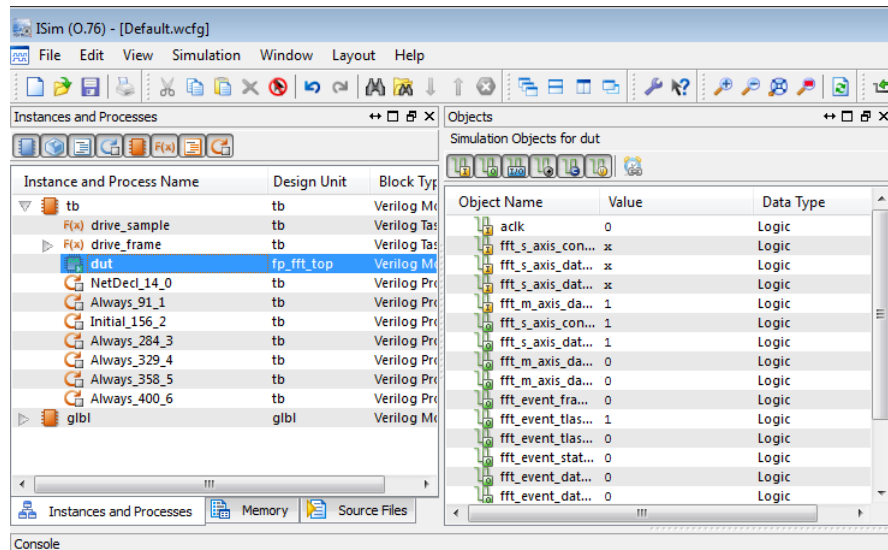 ISim (O.76) - [Default.wcfg]
File Edit View Simulation Window Layout Help
Instances and Processes
F(x)
Instance and Process Name Design Unit Block Typ
tb tb Verilog Mo
F(x) drive_sample tb Verilog Tas
F(x) drive_frame tb Verilog Tas
dut fp_fft_top Verilog Mo
NetDecl_14_0 tb Verilog Pro
Always_91_1 tb Verilog Pro
Initial_156_2 tb Verilog Pro
Always_284_3 tb Verilog Pro
Always_329_4 tb Verilog Pro
Always_358_5 tb Verilog Pro
Always_400_6 tb Verilog Pro
glbl glbl Verilog Mo
Instances and Processes Memory Source Files
Objects
Simulation Objects for dut
Object Name Value Data Type
aclk 0 Logic
fft_s_axis_con... x Logic
fft_s_axis_dat... x Logic
fft_s_axis_dat... x Logic
fft_m_axis_da... 1 Logic
fft_s_axis_con... 1 Logic
fft_s_axis_dat... 1 Logic
fft_m_axis_da... 0 Logic
fft_m_axis_da... 0 Logic
fft_event_fra... 0 Logic
fft_event_tlas... 1 Logic
fft_event_tlas... 0 Logic
fft_event_stat... 0 Logic
fft_event_dat... 0 Logic
fft_event_dat... 0 Logic
Console